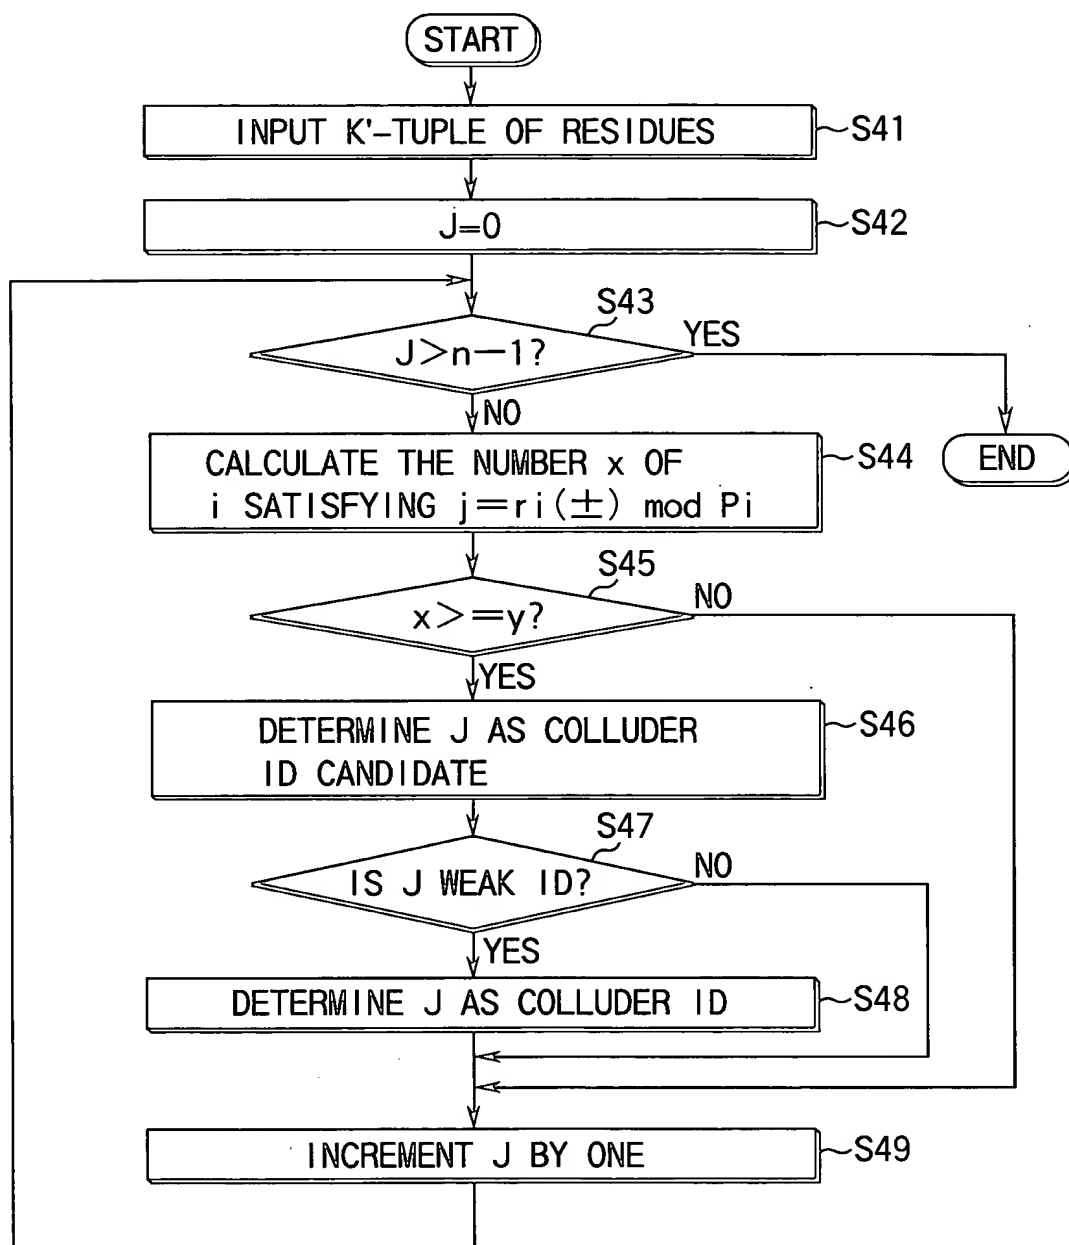 START
INPUT K'-TUPLE OF RESIDUES
S41
J=0
S42
S43
J>n-1?
YES
NO
CALCULATE THE NUMBER x OF
i SATISFYING j=ri(±) mod Pi
S44
END
S45
x>=y?
NO
YES
DETERMINE J AS COLLUDER
ID CANDIDATE
S46
S47
IS J WEAK ID?
NO
YES
DETERMINE J AS COLLUDER ID
S48
INCREMENT J BY ONE
S49